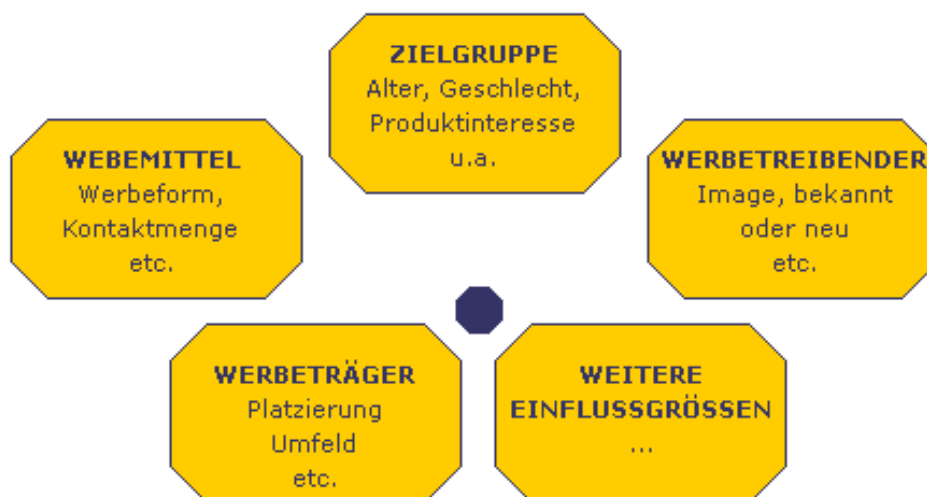 ZIELGRUPPE
Alter, Geschlecht,
Produktinteresse
u.a.
WEBEMITTEL
Werbeform,
Kontaktmenge
etc.
WERBETREIBENDER
Image, bekannt
oder neu
etc.
WERBETRÄGER
Platzierung
Umfeld
etc.
WEITERE
EINFLUSSGRÖSSEN
...